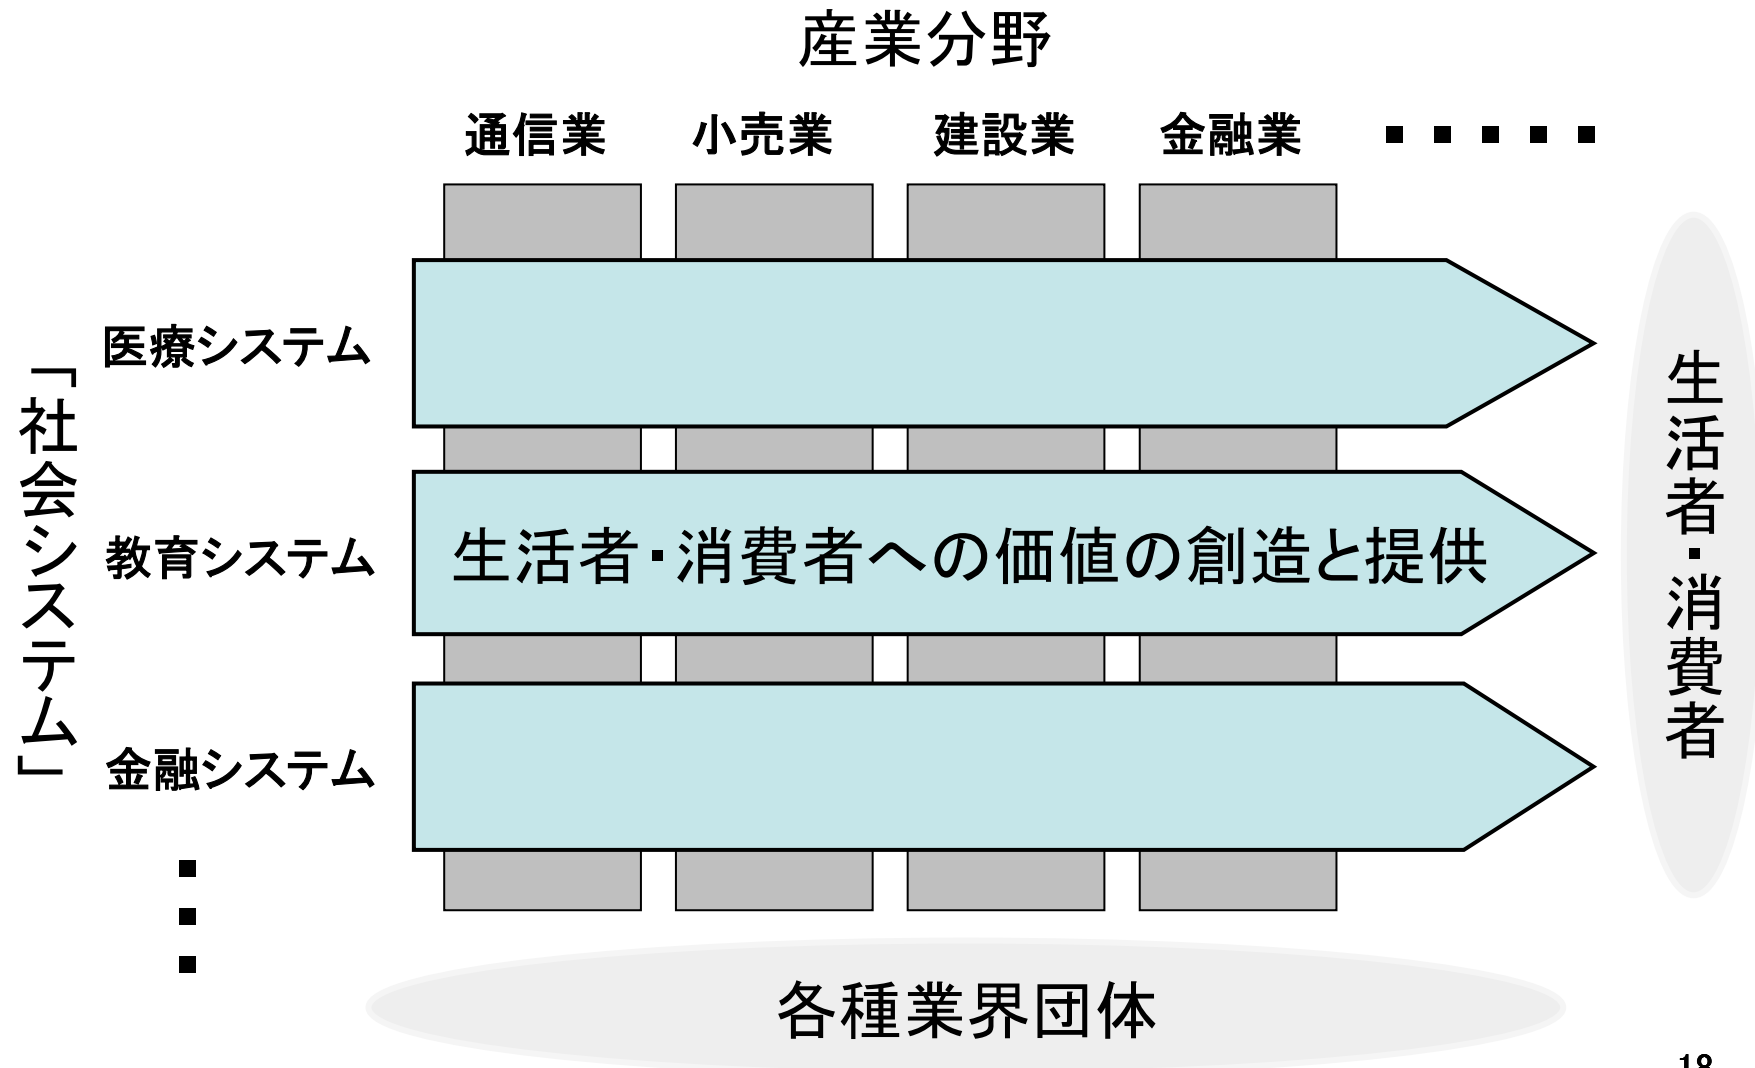 産業分野
通信業 小売業 建設業 金融業 ・・・・・
「社会システム」
医療システム
教育システム
金融システム
・・・
生活者・消費者への価値の創造と提供
生活者・消費者
各種業界団体
18